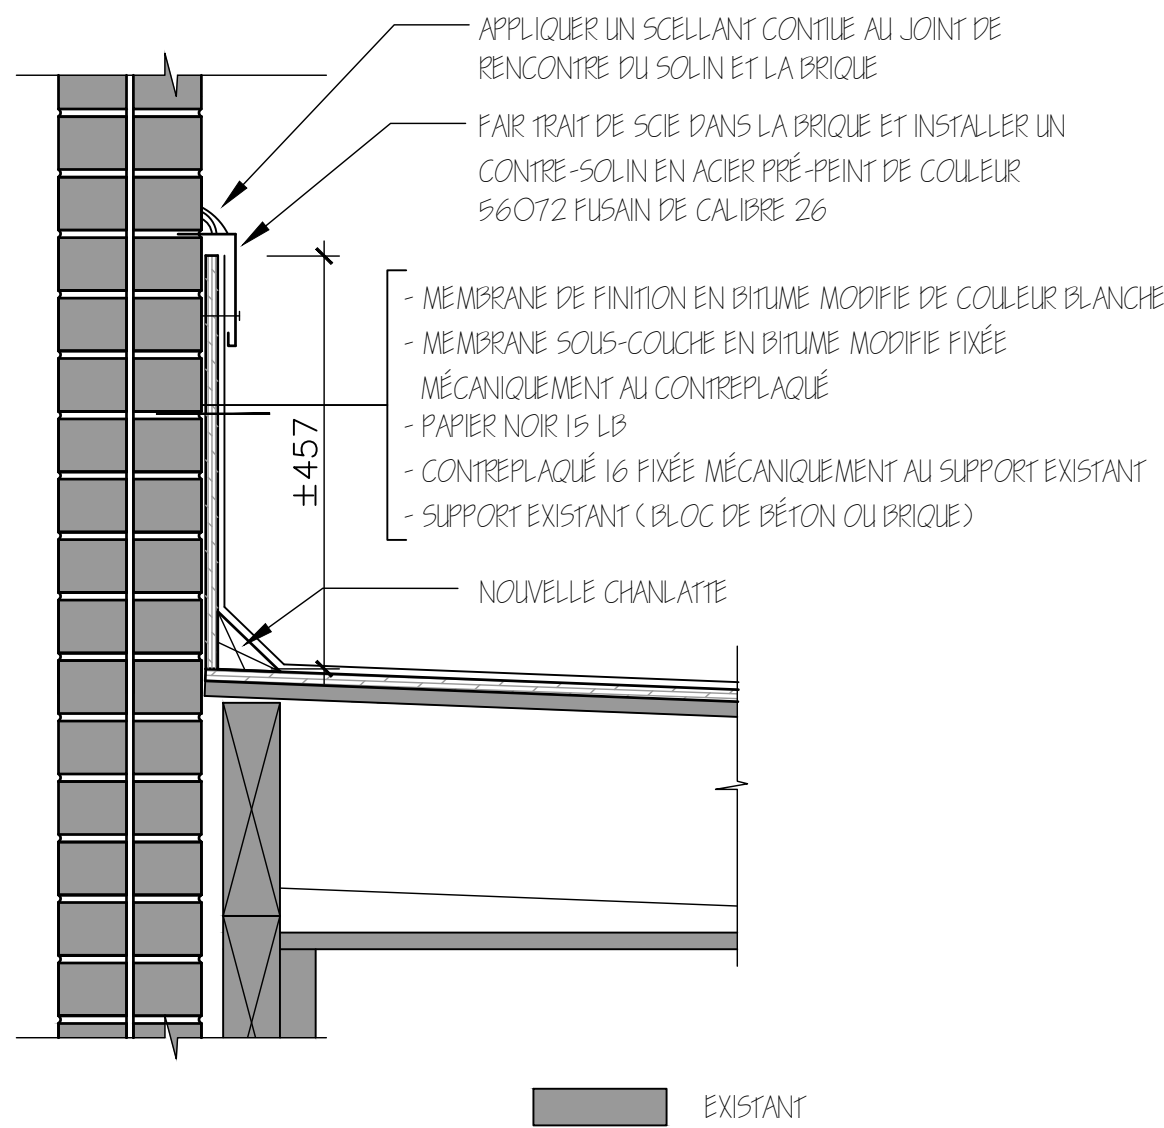 APPLIQUER UN SCELLANT CONTIUE AU JOINT DE
RENCONTRE DU SOLIN ET LA BRIQUE
FAIR TRAIT DE SCIE DANS LA BRIQUE ET INSTALLER UN
CONTRE-SOLIN EN ACIER PRÉ-PEINT DE COULEUR
56072 FUSAIN DE CALIBRE 26
- MEMBRANE DE FINITION EN BITUME MODIFIE DE COULEUR BLANCHE
- MEMBRANE SOUS-COUCHE EN BITUME MODIFIE FIXÉE
MÉCANIQUEMENT AU CONTREPLAQUÉ
- PAPIER NOIR 15 LB
- CONTREPLAQUÉ 16 FIXÉE MÉCANIQUEMENT AU SUPPORT EXISTANT
- SUPPORT EXISTANT (BLOC DE BÉTON OU BRIQUE)
±457
NOUVELLE CHANLATTE
EXISTANT